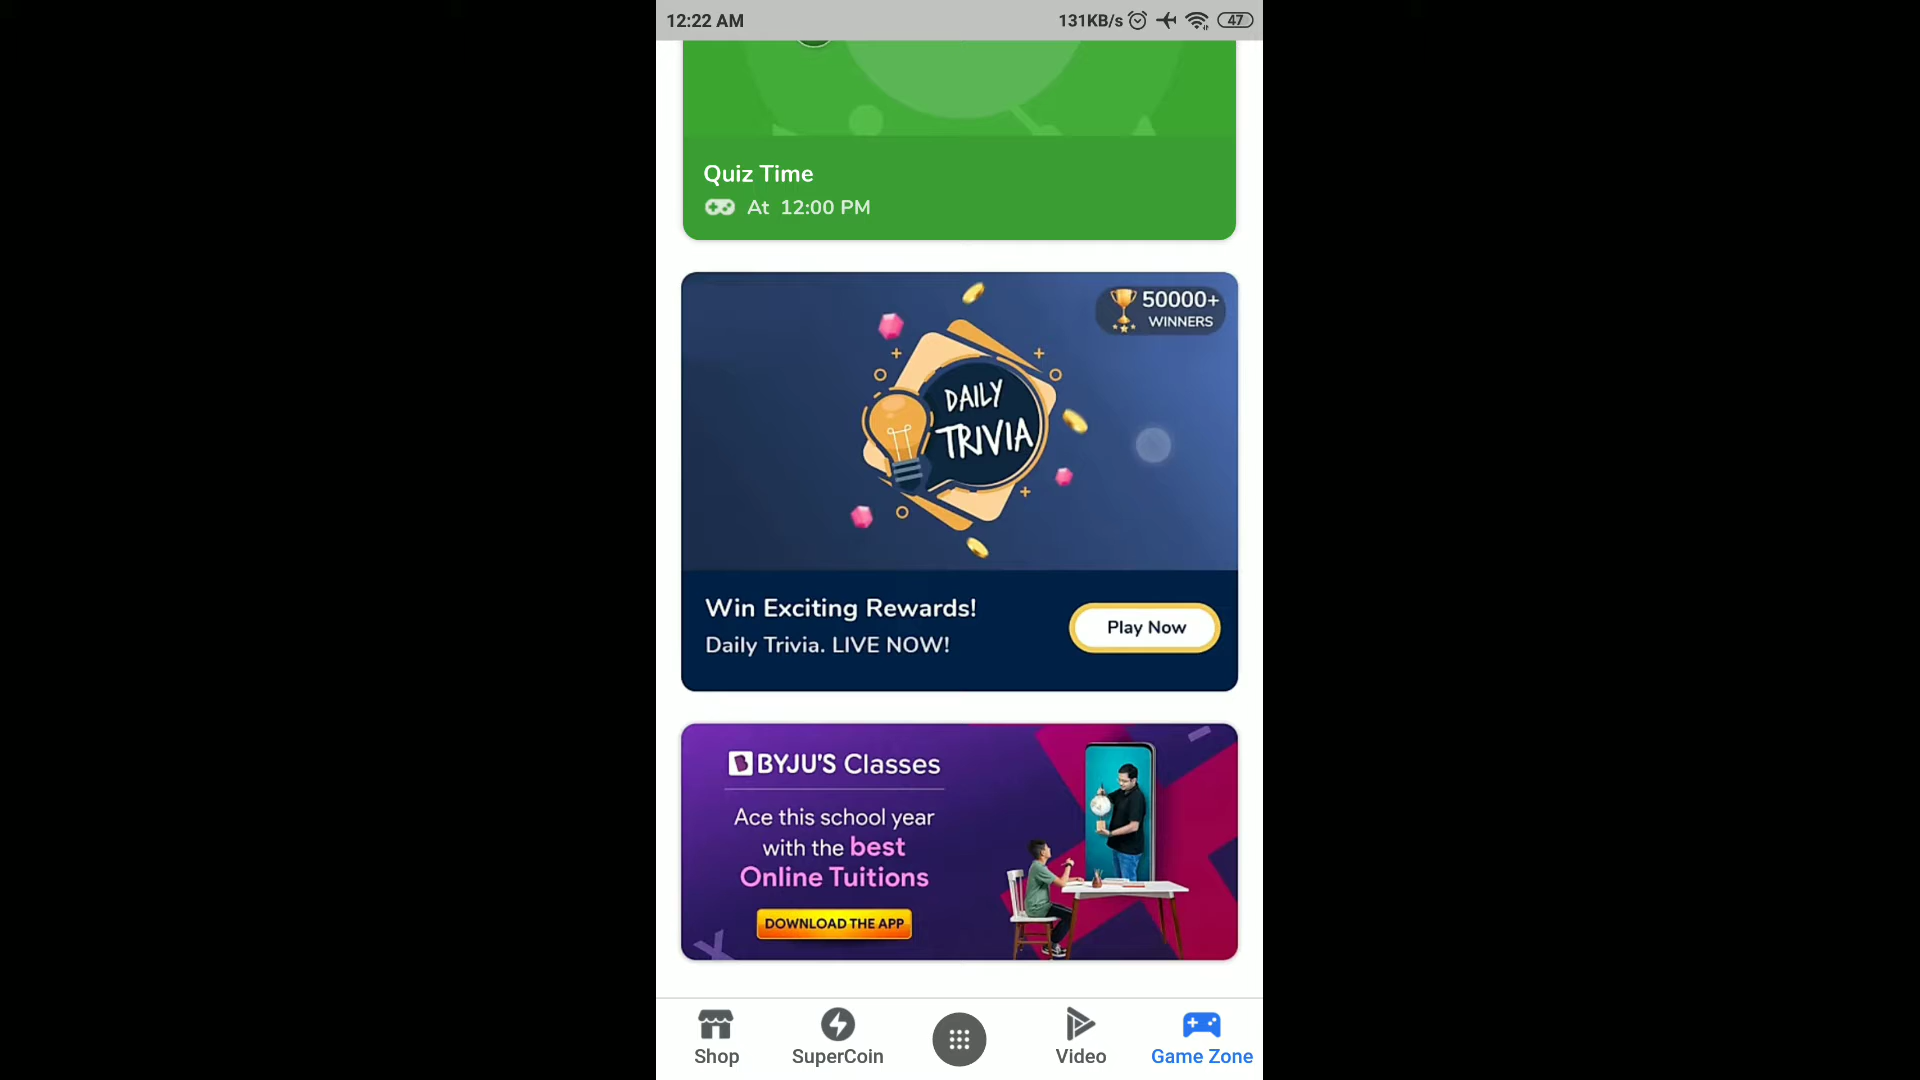 12:22 AM
131KB/s
47
Quiz Time
At 12:00 PM
50000+
WINNERS
DAILY
TRIVIA
Win Exciting Rewards!
Daily Trivia. LIVE NOW!
Play Now
BYJU'S Classes
Ace this school year
with the best
Online Tuitions
DOWNLOAD THE APP
Shop
SuperCoin
Video
Game Zone